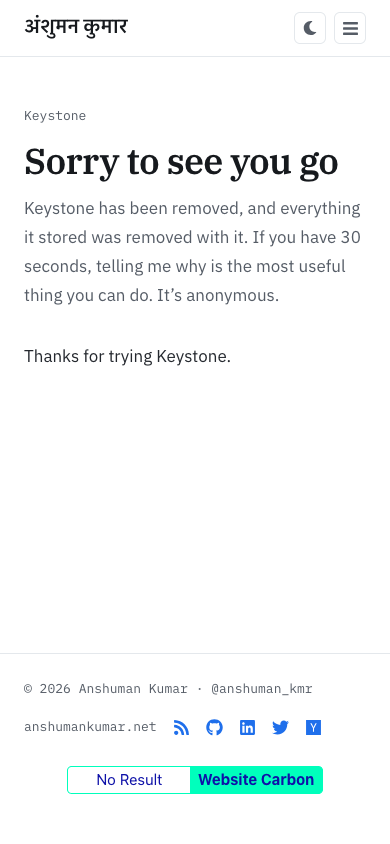 अंशुमन कुमार
Keystone
Sorry to see you go
Keystone has been removed, and everything
it stored was removed with it. If you have 30
seconds, telling me why is the most useful
thing you can do. It’s anonymous.
Thanks for trying Keystone.
© 2026 Anshuman Kumar · @anshuman_kmr
anshumankumar.net
No Result Website Carbon